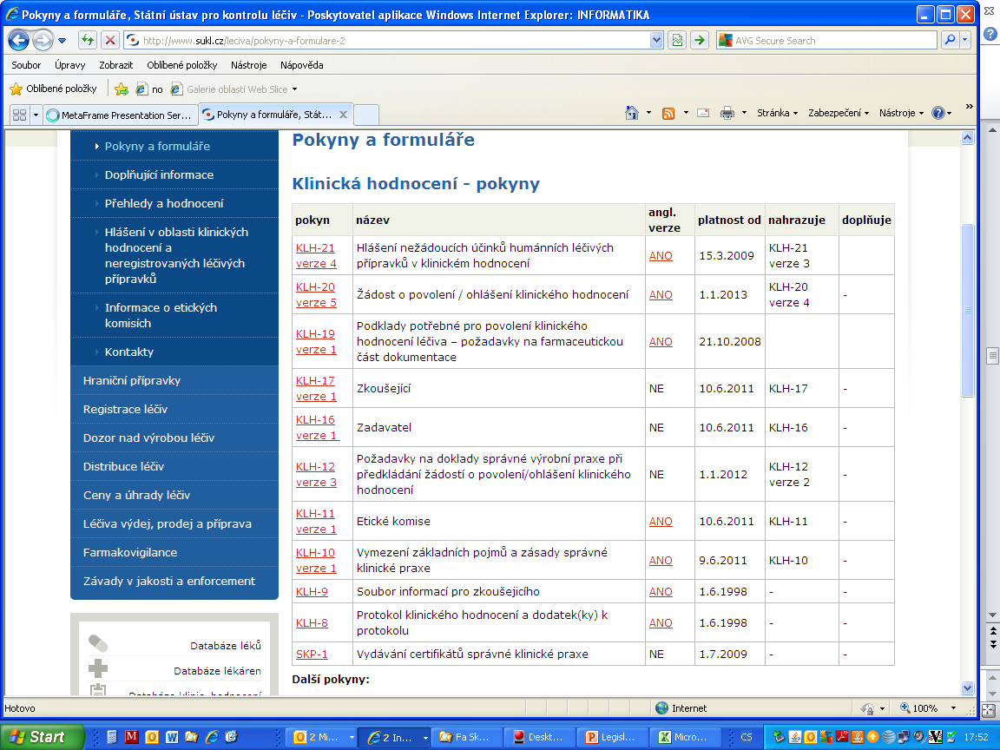 Pokyny a formuláře, Státní ústav pro kontrolu léčiv - Poskytovatel aplikace Windows Internet Explorer: INFORMATIKA
http://www.sukl.cz/leciva/pokyny-a-formulare-2
AVG Secure Search
Soubor Úpravy Zobrazit Oblíbené položky Nástroje Nápověda
Oblíbené položky no Galerie oblastí Web Slice
MetaFrame Presentation Ser... Pokyny a formuláře, Stát... Stránka Zabezpečení Nástroje »
Pokyny a formuláře
Doplňující informace
Přehledy a hodnocení
Hlášení v oblasti klinických
hodnocení a
neregistrovaných léčivých
přípravků
Informace o etických
komisích
Kontakty
Hraniční přípravky
Registrace léčiv
Dozor nad výrobou léčiv
Distribuce léčiv
Ceny a úhrady léčiv
Léčiva výdej, prodej a příprava
Farmakovigilance
Závady v jakosti a enforcement
Databáze léků
Databáze lékáren
Databáze klinic. hodnocení
Pokyny a formuláře
Klinická hodnocení - pokyny
pokyn název angl. verze platnost od nahrazuje doplňuje
KLH-21 verze 4 Hlášení nežádoucích účinků humánních léčivých
přípravků v klinickém hodnocení ANO 15.3.2009 KLH-21 verze 3
KLH-20 verze 5 Žádost o povolení / ohlášení klinického hodnocení ANO 1.1.2013 KLH-20 verze 4 -
KLH-19 verze 1 Podklady potřebné pro povolení klinického
hodnocení léčiva – požadavky na farmaceutickou
část dokumentace ANO 21.10.2008
KLH-17 verze 1 Zkoušející NE 10.6.2011 KLH-17 -
KLH-16 verze 1 Zadavatel NE 10.6.2011 KLH-16 -
KLH-12 verze 3 Požadavky na doklady správné výrobní praxe při
předkládání žádostí o povolení/ohlášení klinického
hodnocení NE 1.1.2012 KLH-12 verze 2 -
KLH-11 verze 1 Etické komise ANO 10.6.2011 KLH-11 -
KLH-10 verze 1 Vymezení základních pojmů a zásady správné
klinické praxe ANO 9.6.2011 KLH-10 -
KLH-9 Soubor informací pro zkoušejicího ANO 1.6.1998 - -
KLH-8 Protokol klinického hodnocení a dodatek(ky) k
protokolu ANO 1.6.1998 - -
SKP-1 Vydávání certifikátů správné klinické praxe NE 1.7.2009 - -
Další pokyny:
Hotovo Internet 100%
Start 2 Mi... 2 In... Fa Sk... Deskt... Legisl... Micro... CS 17:52